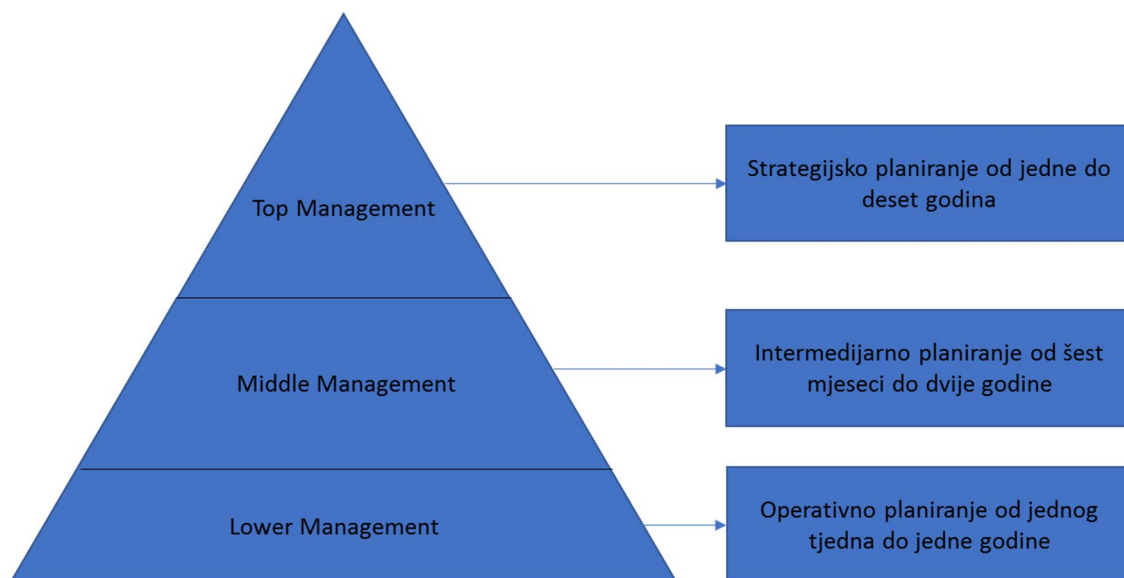 Top Management
Strategijsko planiranje od jedne do
deset godina
Middle Management
Intermedijarno planiranje od šest
mjeseci do dvije godine
Lower Management
Operativno planiranje od jednog
tjedna do jedne godine